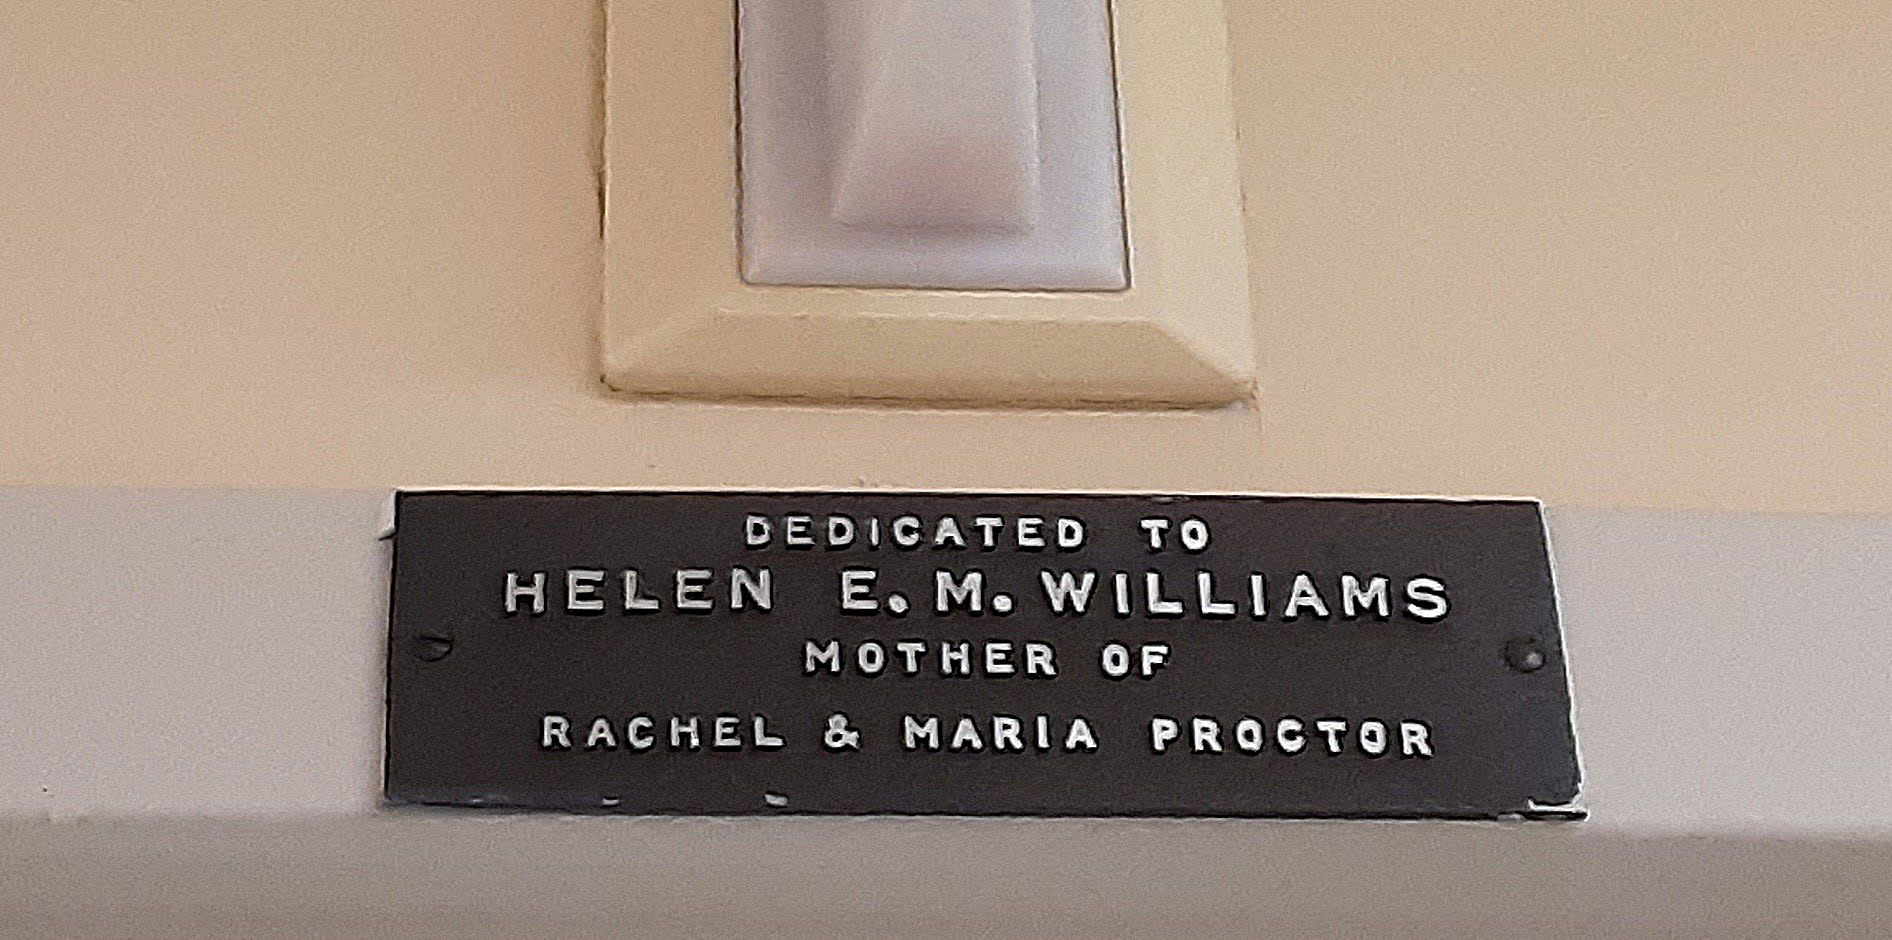 DEDICATED TO
HELEN E. M. WILLIAMS
MOTHER OF
RACHEL & MARIA PROCTOR